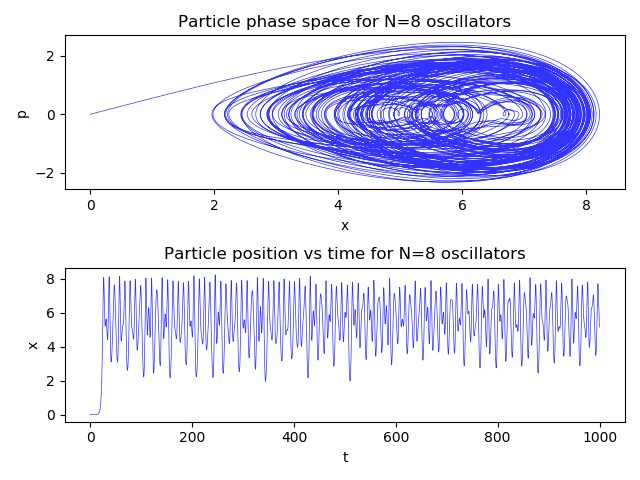 Particle phase space for N=8 oscillators
2
0
−2
p
0 2 4 6 8
x
Particle position vs time for N=8 oscillators
8
6
4
2
0
x
0 200 400 600 800 1000
t